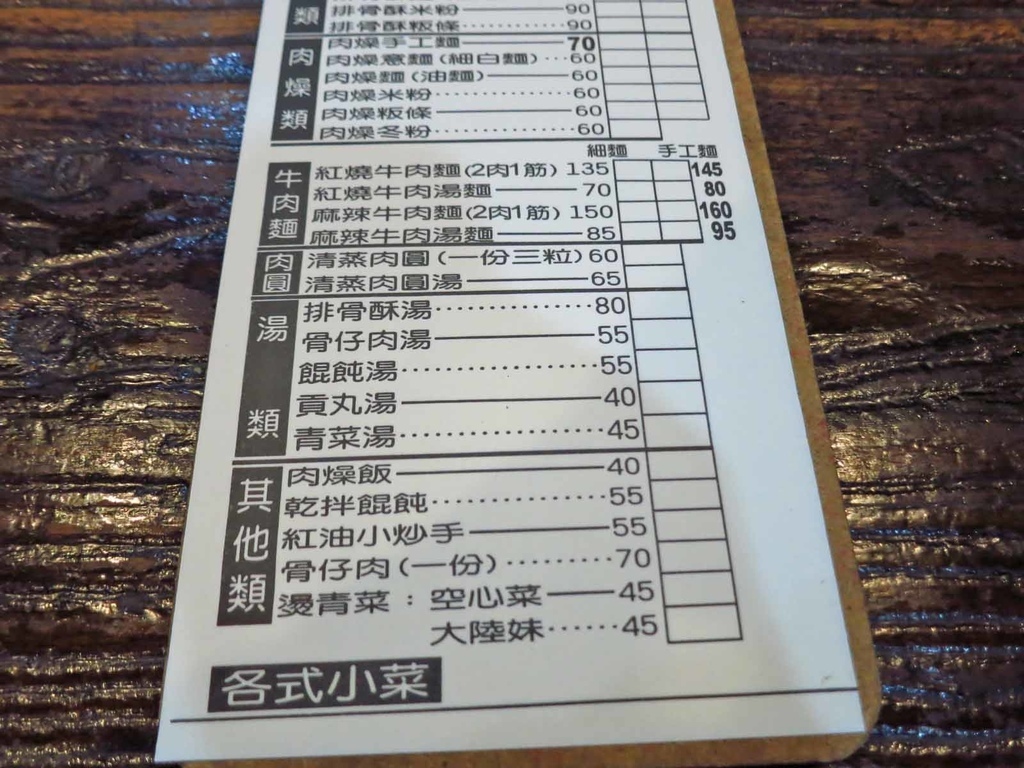 類
排骨酥米粉 90
排骨酥粄條 90
肉燥類
肉燥手工麵 70
肉燥意麵(細白麵) 60
肉燥麵(油麵) 60
肉燥米粉 60
肉燥粄條 60
肉燥冬粉 60
細麵 手工麵
牛肉麵
紅燒牛肉麵(2肉1筋) 135 145
紅燒牛肉湯麵 70 80
麻辣牛肉麵(2肉1筋) 150 160
麻辣牛肉湯麵 85 95
肉圓
清蒸肉圓(一份三粒) 60
清蒸肉圓湯 65
湯類
排骨酥湯 80
骨仔肉湯 55
餛飩湯 55
貢丸湯 40
青菜湯 45
其他類
肉燥飯 40
乾拌餛飩 55
紅油小炒手 55
骨仔肉(一份) 70
燙青菜：空心菜 45
大陸妹 45
各式小菜